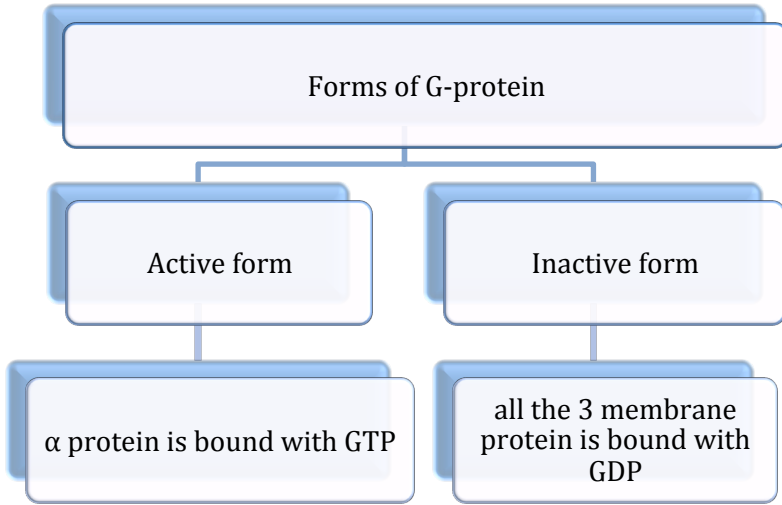 Forms of G-protein
Active form
Inactive form
α protein is bound with GTP
all the 3 membrane
protein is bound with
GDP